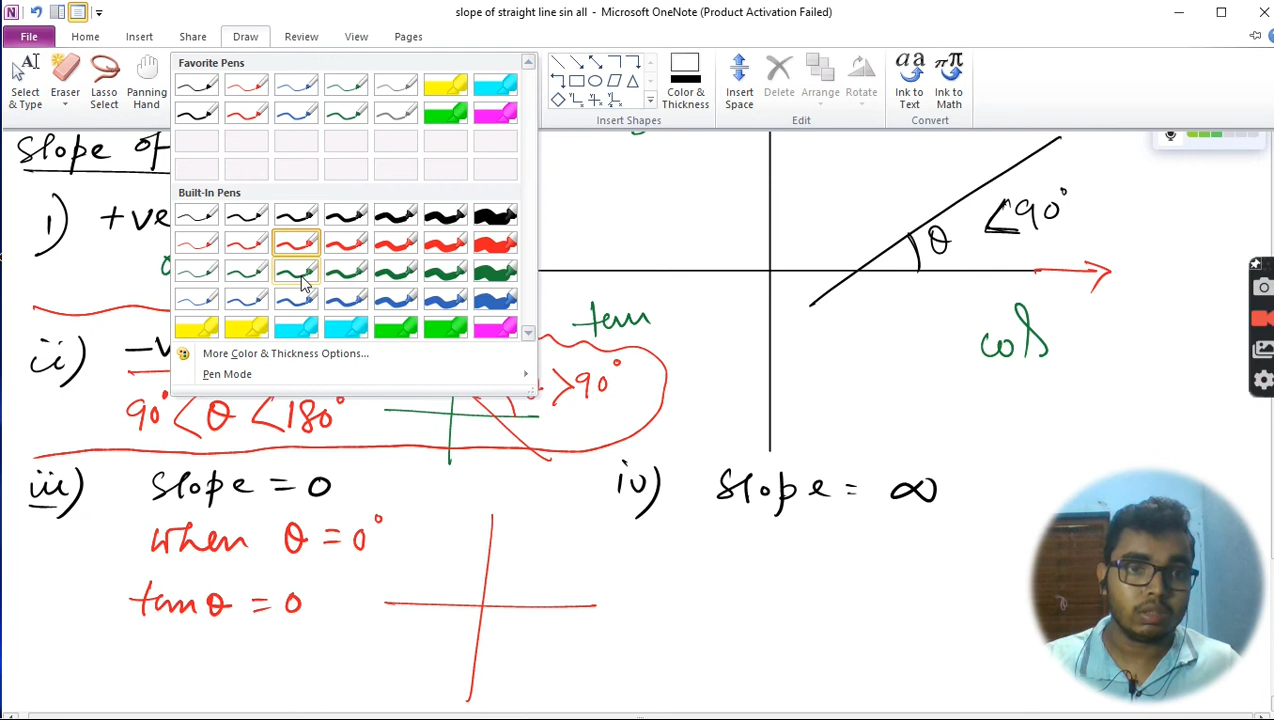 slope of straight line sin all - Microsoft OneNote (Product Activation Failed)
File Home Insert Share Draw Review View Pages
Favorite Pens
Built-In Pens
More Color & Thickness Options...
Pen Mode
Select & Type
Eraser
Lasso Select
Panning Hand
Color & Thickness
Insert Shapes
Insert Space
Delete
Arrange
Rotate
Edit
Ink to Text
Ink to Math
Convert
Slope of
i) +ve
θ <90°
cos
tan
ii) -v
>90°
90° < θ < 180°
iii) Slope = 0
when θ = 0°
tanθ = 0
iv) Slope = ∞